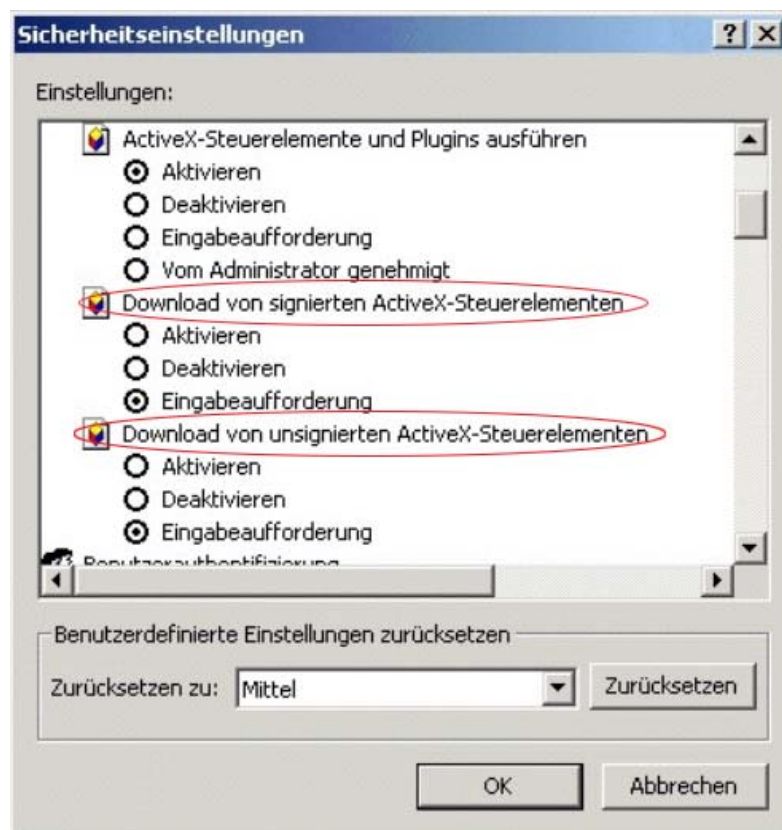 Sicherheitseinstellungen
Einstellungen:
ActiveX-Steuerelemente und Plugins ausführen
Aktivieren
Deaktivieren
Eingabeaufforderung
Vom Administrator genehmigt
Download von signierten ActiveX-Steuerelementen
Aktivieren
Deaktivieren
Eingabeaufforderung
Download von unsignierten ActiveX-Steuerelementen
Aktivieren
Deaktivieren
Eingabeaufforderung
Benutzerauthentifizierung
Benutzerdefinierte Einstellungen zurücksetzen
Zurücksetzen zu: Mittel Zurücksetzen
OK Abbrechen